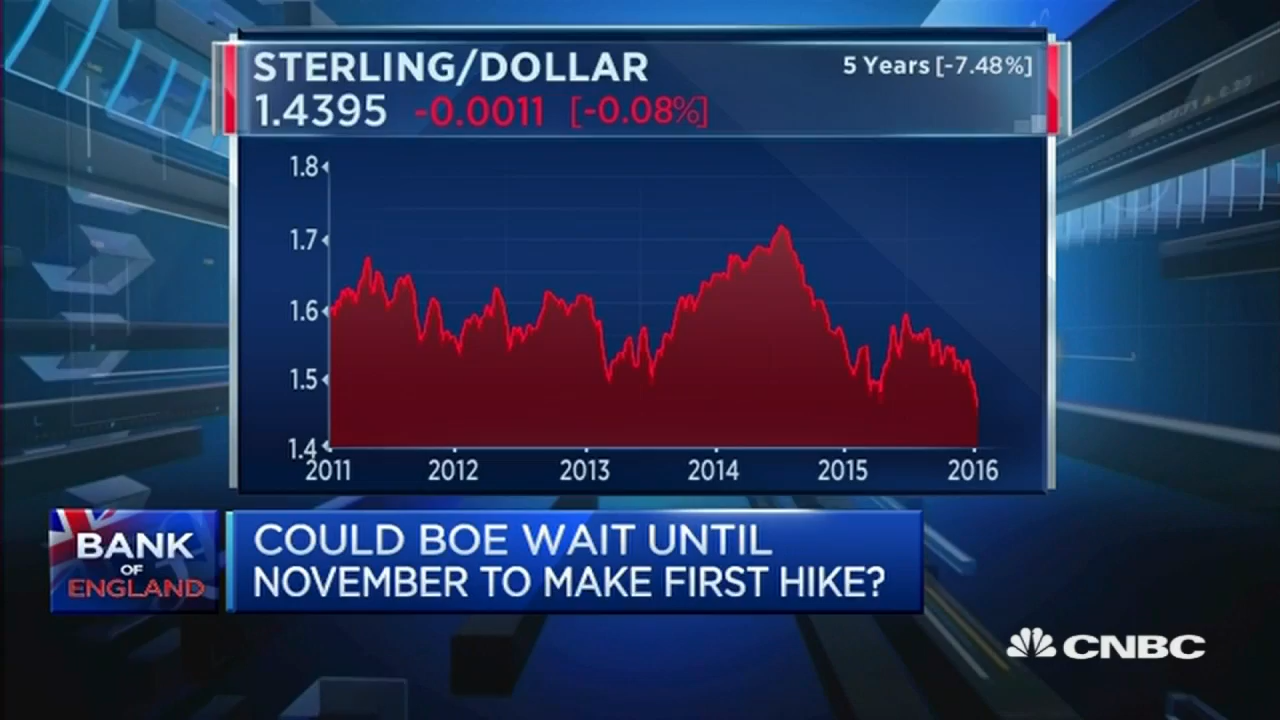 STERLING/DOLLAR
5 Years [-7.48%]
1.4395 -0.0011 [-0.08%]
1.8
1.7
1.6
1.5
1.4
2011 2012 2013 2014 2015 2016
BANK
OF
ENGLAND
COULD BOE WAIT UNTIL
NOVEMBER TO MAKE FIRST HIKE?
CNBC